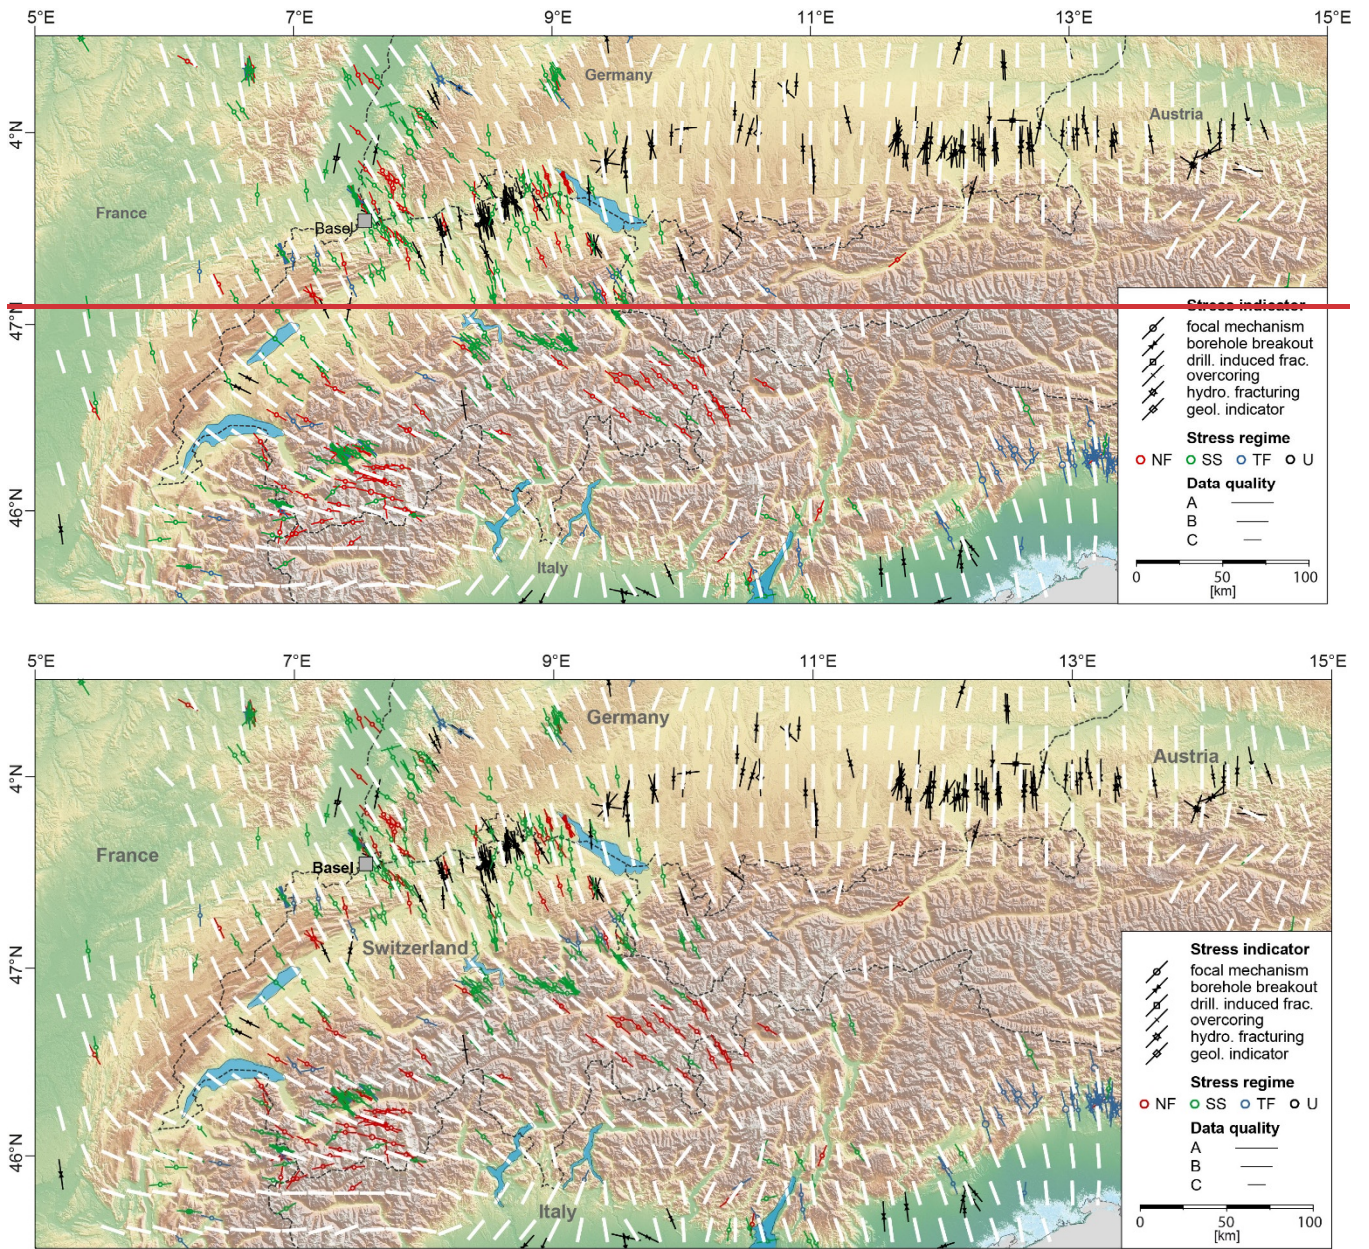 5°E 7°E 9°E 11°E 13°E 15°E
Germany
Austria
4°N
France
Basel
47°N
Stress indicator
focal mechanism
borehole breakout
drill. induced frac.
overcoring
hydro. fracturing
geol. indicator
Stress regime
NF SS TF U
Data quality
A
B
C
46°N
Italy
0 50 100
[km]
5°E 7°E 9°E 11°E 13°E 15°E
Germany
Austria
4°N
France
Basel
Switzerland
47°N
Stress indicator
focal mechanism
borehole breakout
drill. induced frac.
overcoring
hydro. fracturing
geol. indicator
Stress regime
NF SS TF U
Data quality
A
B
C
46°N
Italy
0 50 100
[km]